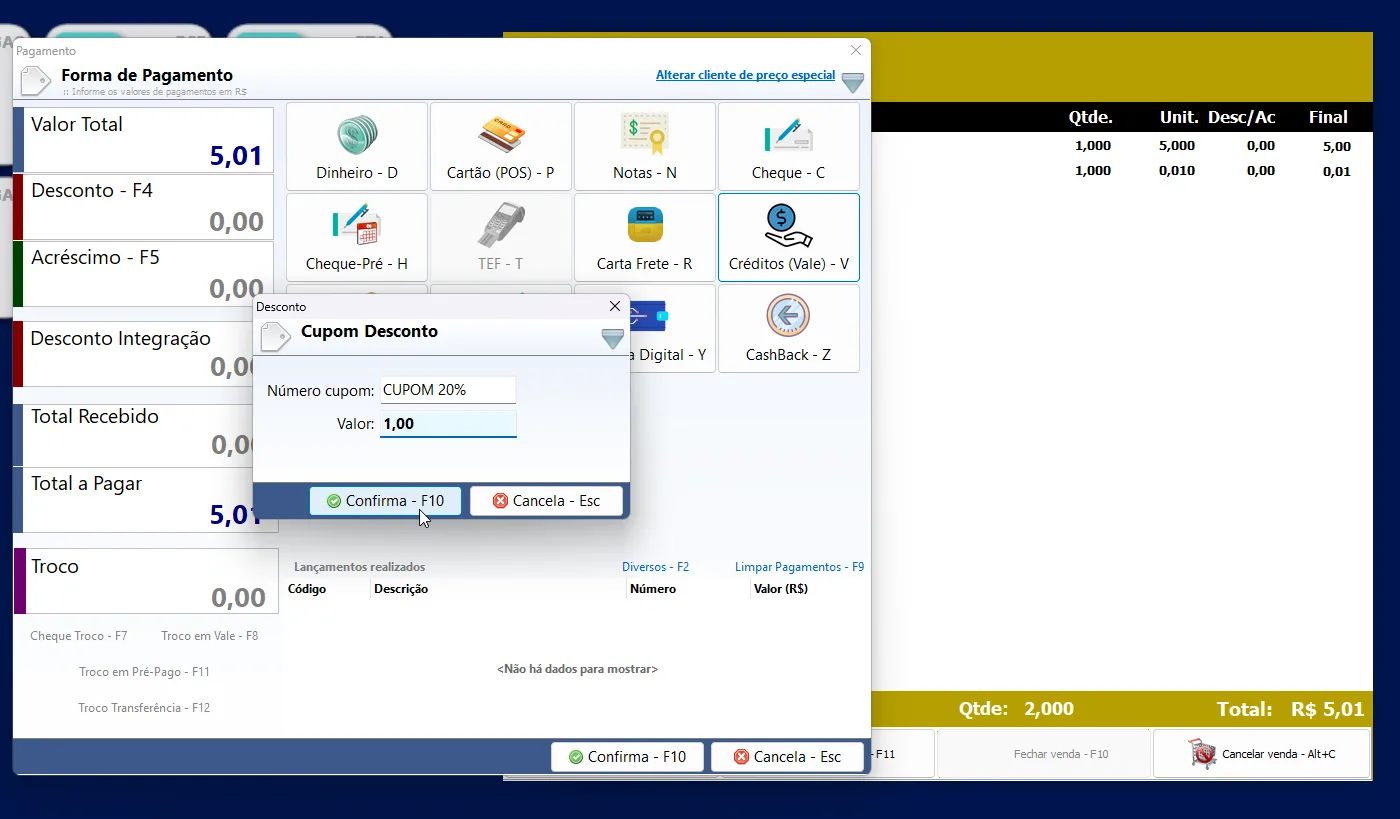 Pagamento
Forma de Pagamento
:: Informe os valores de pagamentos em R$
Alterar cliente de preço especial
Valor Total
5,01
Desconto - F4
0,00
Acréscimo - F5
0,00
Desconto Integração
Total Recebido
Total a Pagar
5,01
Troco
0,00
Cheque Troco - F7
Troco em Vale - F8
Troco em Pré-Pago - F11
Troco Transferência - F12
Dinheiro - D
Cartão (POS) - P
Notas - N
Cheque - C
Cheque-Pré - H
TEF - T
Carta Frete - R
Créditos (Vale) - V
a Digital - Y
CashBack - Z
Desconto
Cupom Desconto
Número cupom: CUPOM 20%
Valor: 1,00
Confirma - F10
Cancela - Esc
Lançamentos realizados
Diversos - F2
Limpar Pagamentos - F9
Código Descrição Número Valor (R$)
<Não há dados para mostrar>
Confirma - F10
Cancela - Esc
Qtde. Unit. Desc/Ac Final
1,000 5,000 0,00 5,00
1,000 0,010 0,00 0,01
Qtde: 2,000 Total: R$ 5,01
F11
Fechar venda - F10
Cancelar venda - Alt+C